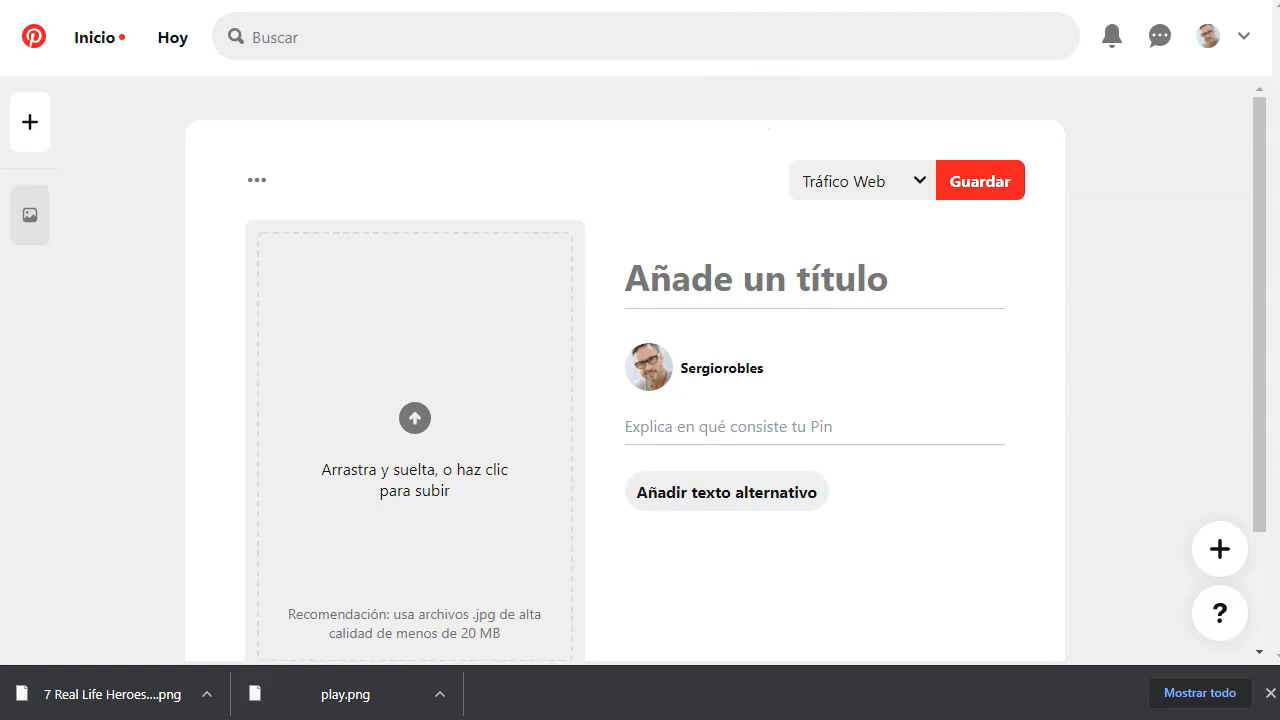 Inicio
Hoy
Buscar
Tráfico Web
Guardar
Añade un título
Sergiorobles
Explica en qué consiste tu Pin
Añadir texto alternativo
Arrastra y suelta, o haz clic
para subir
Recomendación: usa archivos .jpg de alta
calidad de menos de 20 MB
?
7 Real Life Heroes....png
play.png
Mostrar todo